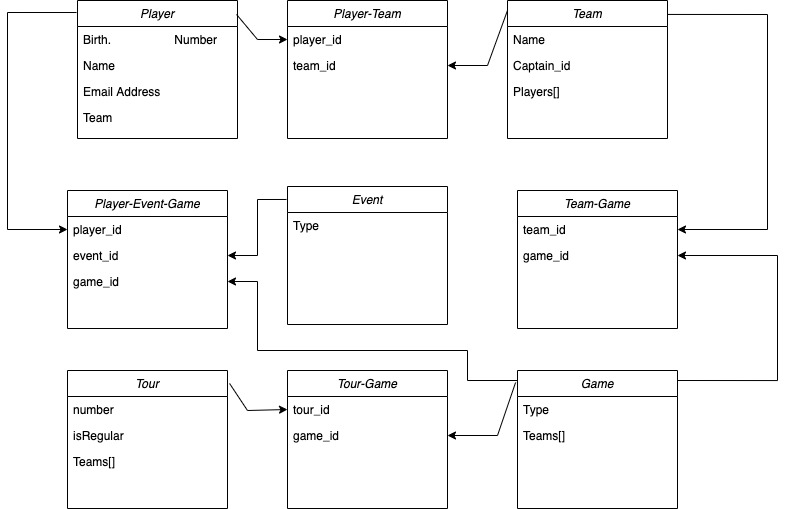 Player
Birth. Number
Name
Email Address
Team
Player-Team
player_id
team_id
Team
Name
Captain_id
Players[]
Player-Event-Game
player_id
event_id
game_id
Event
Type
Team-Game
team_id
game_id
Tour
number
isRegular
Teams[]
Tour-Game
tour_id
game_id
Game
Type
Teams[]